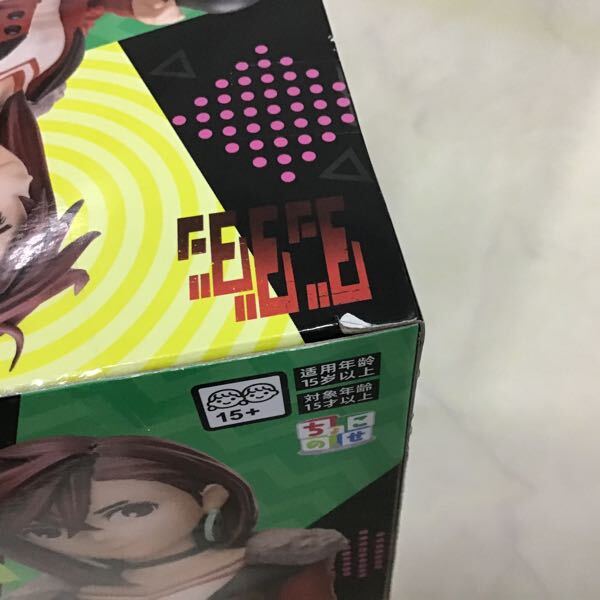 15+
适用年龄
15岁以上
対象年齢
15才以上
ちょこ
のせ